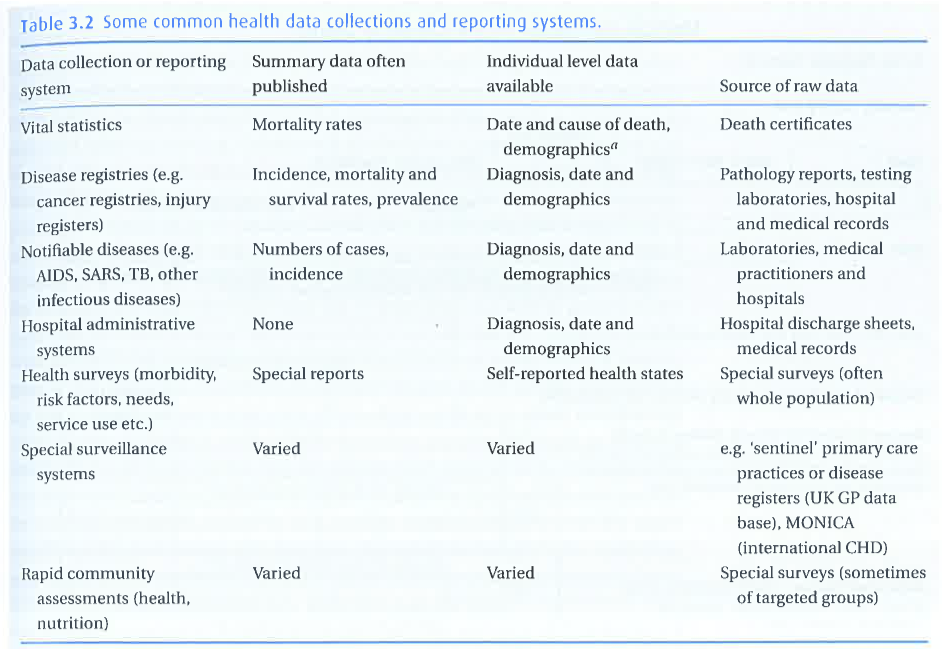 Table 3.2 Some common health data collections and reporting systems.
Data collection or reporting system
Summary data often published
Individual level data available
Source of raw data
Vital statistics
Mortality rates
Date and cause of death, demographicsᵃ
Death certificates
Disease registries (e.g. cancer registries, injury registers)
Incidence, mortality and survival rates, prevalence
Diagnosis, date and demographics
Pathology reports, testing laboratories, hospital and medical records
Notifiable diseases (e.g. AIDS, SARS, TB, other infectious diseases)
Numbers of cases, incidence
Diagnosis, date and demographics
Laboratories, medical practitioners and hospitals
Hospital administrative systems
None
Diagnosis, date and demographics
Hospital discharge sheets, medical records
Health surveys (morbidity, risk factors, needs, service use etc.)
Special reports
Self-reported health states
Special surveys (often whole population)
Special surveillance systems
Varied
Varied
e.g. 'sentinel' primary care practices or disease registers (UK GP data base), MONICA (international CHD)
Rapid community assessments (health, nutrition)
Varied
Varied
Special surveys (sometimes of targeted groups)